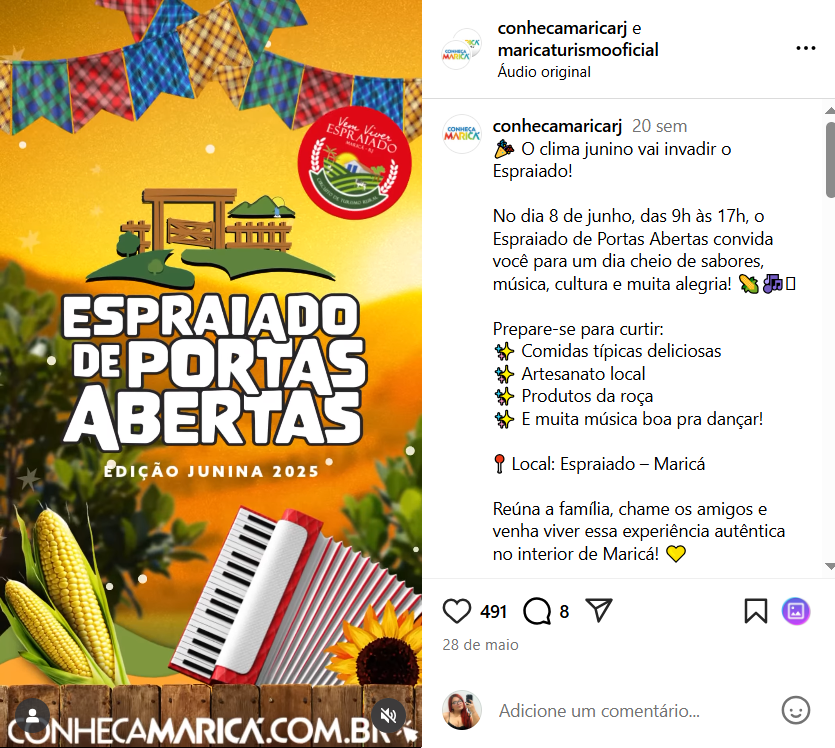 Vem Viver
ESPRAIADO
MARICÁ - RJ
CIRCUITO DE TURISMO RURAL
ESPRAIADO
DE PORTAS
ABERTAS
EDIÇÃO JUNINA 2025
CONHECAMARICÁ.COM.BR
conhecamaricarj e
maricaturismooficial
Áudio original
CONHEÇA
MARICÁ
conhecamaricarj 20 sem
🎉 O clima junino vai invadir o
Espraiado!
No dia 8 de junho, das 9h às 17h, o
Espraiado de Portas Abertas convida
você para um dia cheio de sabores,
música, cultura e muita alegria! 🌽🎶
Prepare-se para curtir:
✨ Comidas típicas deliciosas
✨ Artesanato local
✨ Produtos da roça
✨ E muita música boa pra dançar!
📍 Local: Espraiado – Maricá
Reúna a família, chame os amigos e
venha viver essa experiência autêntica
no interior de Maricá! 💛
491 8
28 de maio
Adicione um comentário...